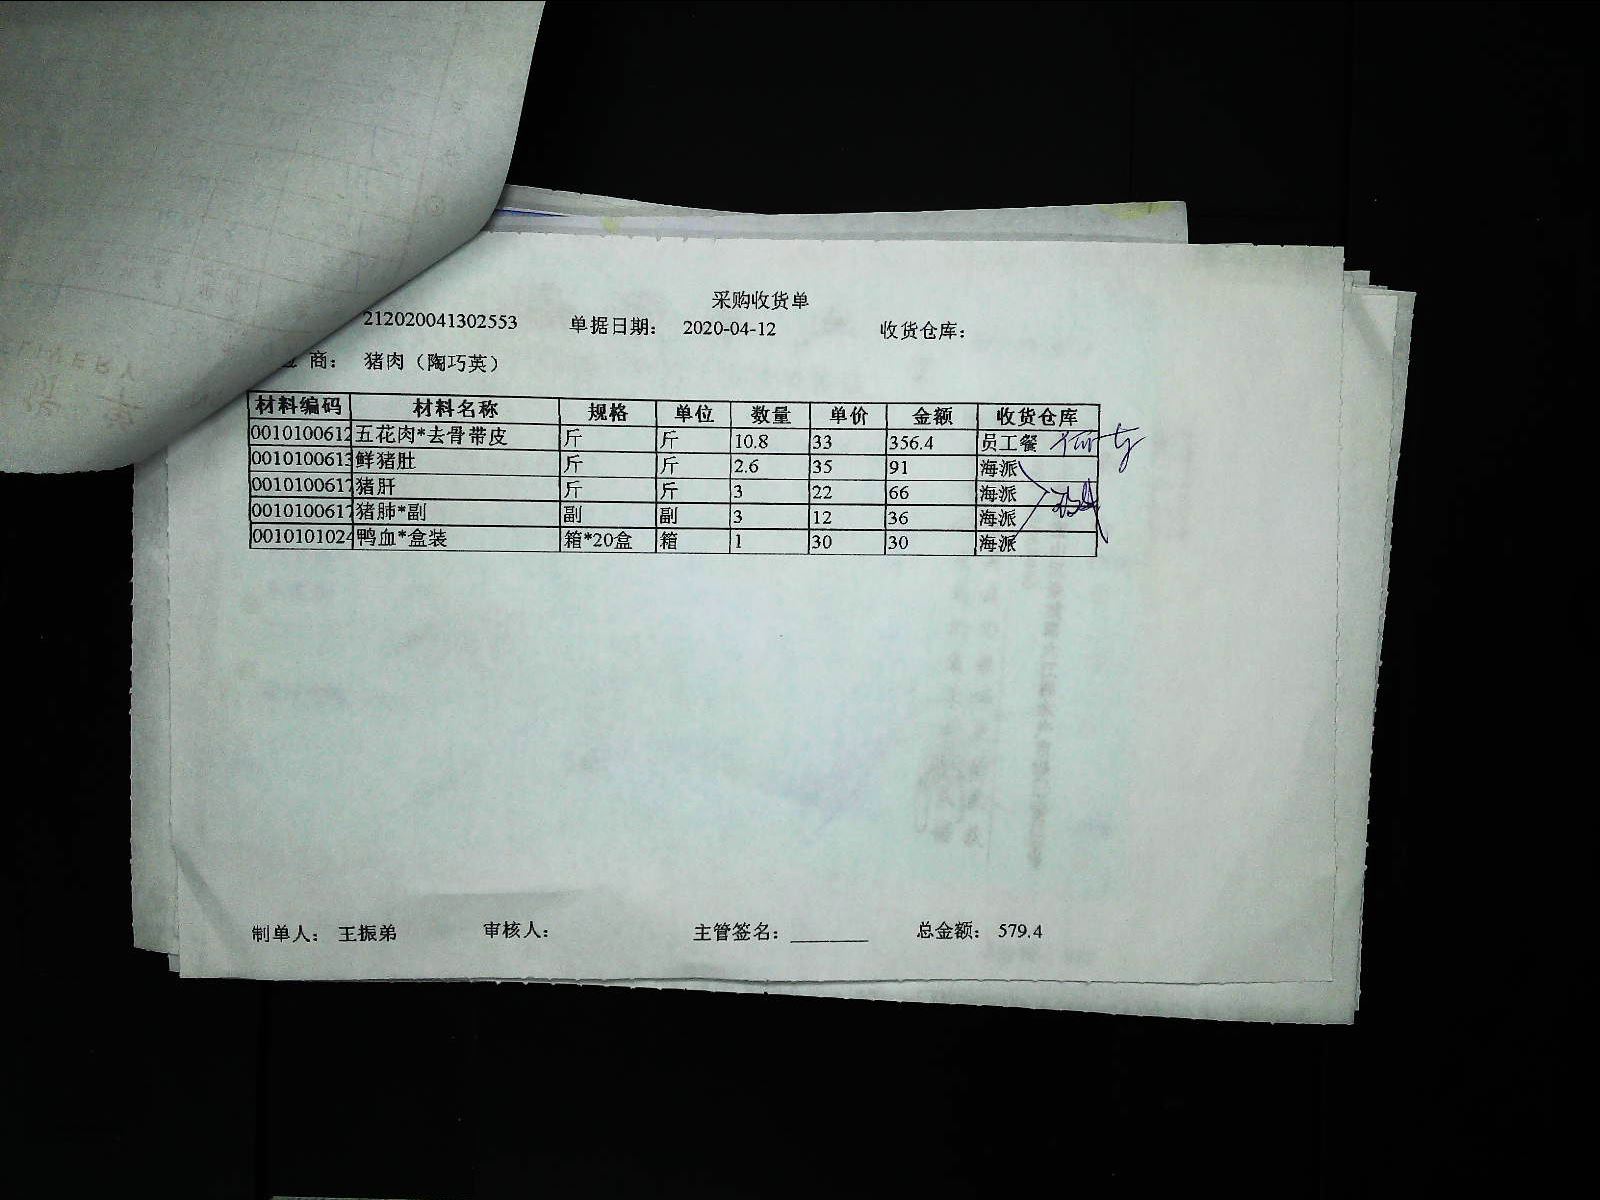 采购收货单
212020041302553 单据日期： 2020-04-12 收货仓库：
商： 猪肉（陶巧英）
材料编码 材料名称 规格 单位 数量 单价 金额 收货仓库
0010100612 五花肉*去骨带皮 斤 斤 10.8 33 356.4 员工餐
0010100613 鲜猪肚 斤 斤 2.6 35 91 海派
0010100617 猪肝 斤 斤 3 22 66 海派
0010100617 猪肺*副 副 副 3 12 36 海派
0010101024 鸭血*盒装 箱*20盒 箱 1 30 30 海派
制单人： 王振弟 审核人： 主管签名： 总金额： 579.4